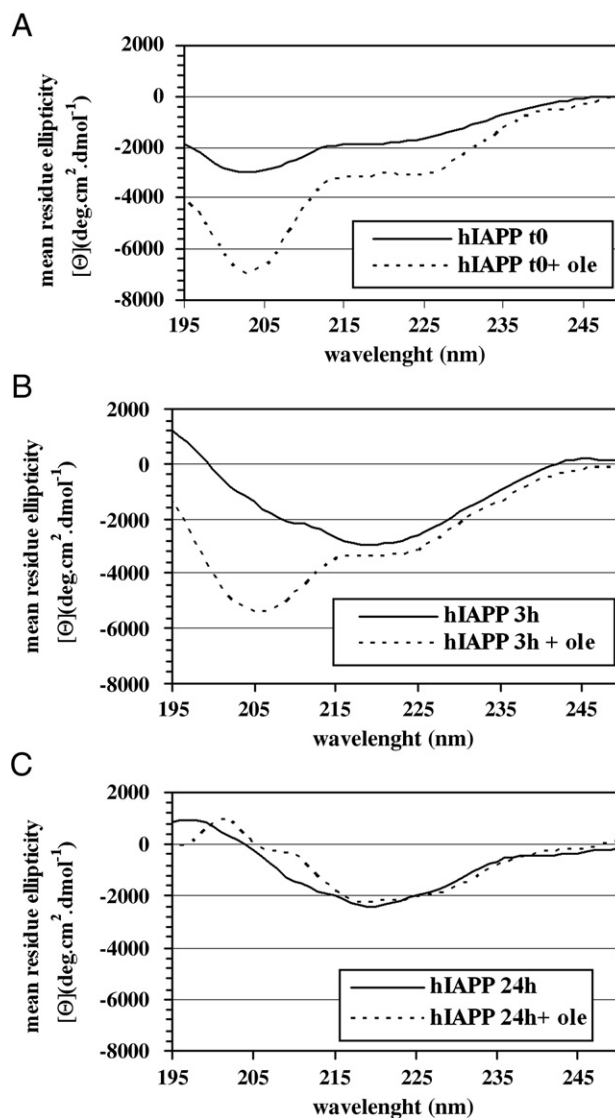 A
2000
0
-2000
-4000
-6000
-8000
mean residue ellipticity
[Θ](deg.cm².dmol⁻¹)
hIAPP t0
hIAPP t0+ ole
195 205 215 225 235 245
wavelenght (nm)
B
2000
0
-2000
-4000
-6000
-8000
mean residue ellipticity
[Θ](deg.cm².dmol⁻¹)
hIAPP 3h
hIAPP 3h + ole
195 205 215 225 235 245
wavelenght (nm)
C
2000
0
-2000
-4000
-6000
-8000
mean residue ellipticity
[Θ](deg.cm².dmol⁻¹)
hIAPP 24h
hIAPP 24h+ ole
195 205 215 225 235 245
wavelenght (nm)